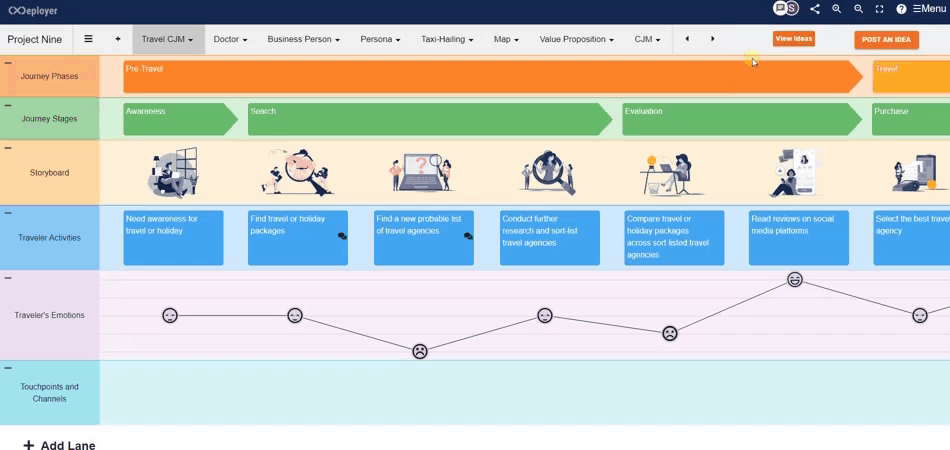 eployer
S
Menu
Project Nine
Travel CJM
Doctor
Business Person
Persona
Taxi-Hailing
Map
Value Proposition
CJM
View Ideas
POST AN IDEA
Journey Phases
Pre-Travel
Travel
Journey Stages
Awareness
Search
Evaluation
Purchase
Storyboard
Traveler Activities
Need awareness for
travel or holiday
Find travel or holiday
packages
Find a new probable list
of travel agencies
Conduct further
research and sort-list
travel agencies
Compare travel or
holiday packages
across sort listed travel
agencies
Read reviews on social
media platforms
Select the best trave
agency
Traveler's Emotions
Touchpoints and
Channels
+ Add Lane